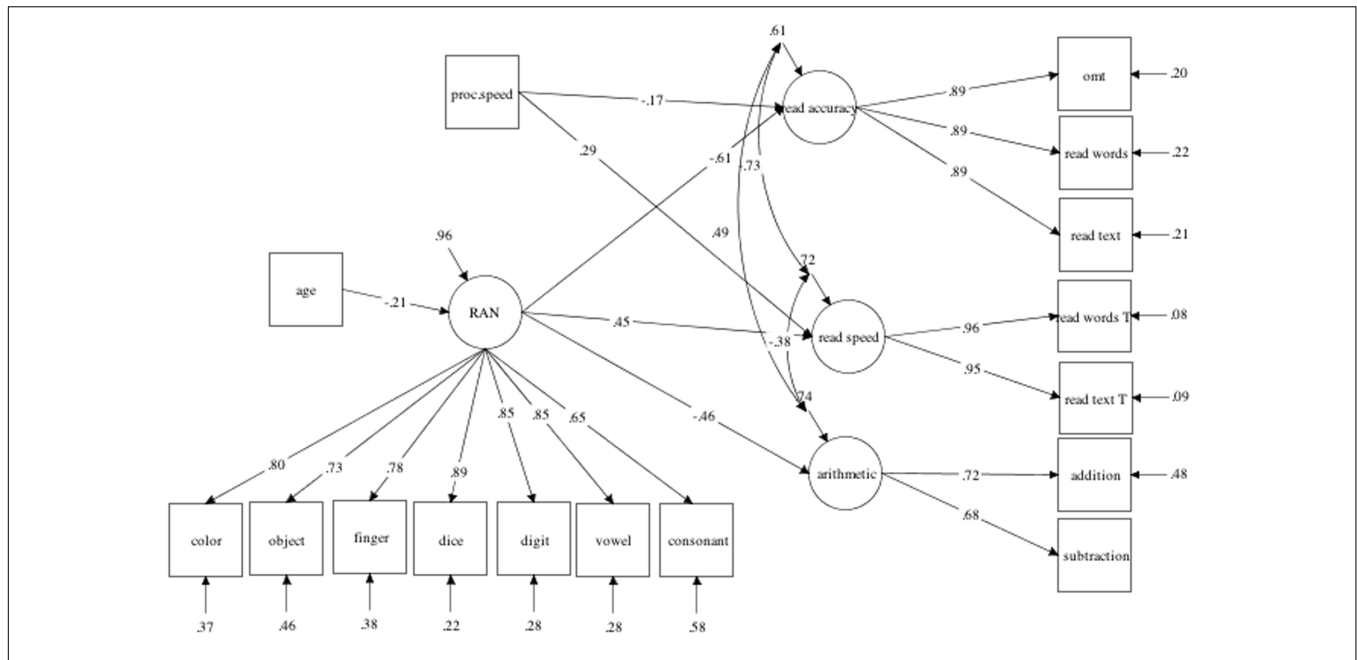 .61
proc.speed
-.17
read accuracy
.89
omt
.20
.89
read words
.22
.89
read text
.21
.29
-.61
-.73
.49
.96
age
-.21
RAN
.45
.72
-.38
read speed
.96
read words T
.08
.95
read text T
.09
-.46
.74
arithmetic
.72
addition
.48
.68
subtraction
.80
.73
.78
.89
.85
.85
.65
color
object
finger
dice
digit
vowel
consonant
.37
.46
.38
.22
.28
.28
.58